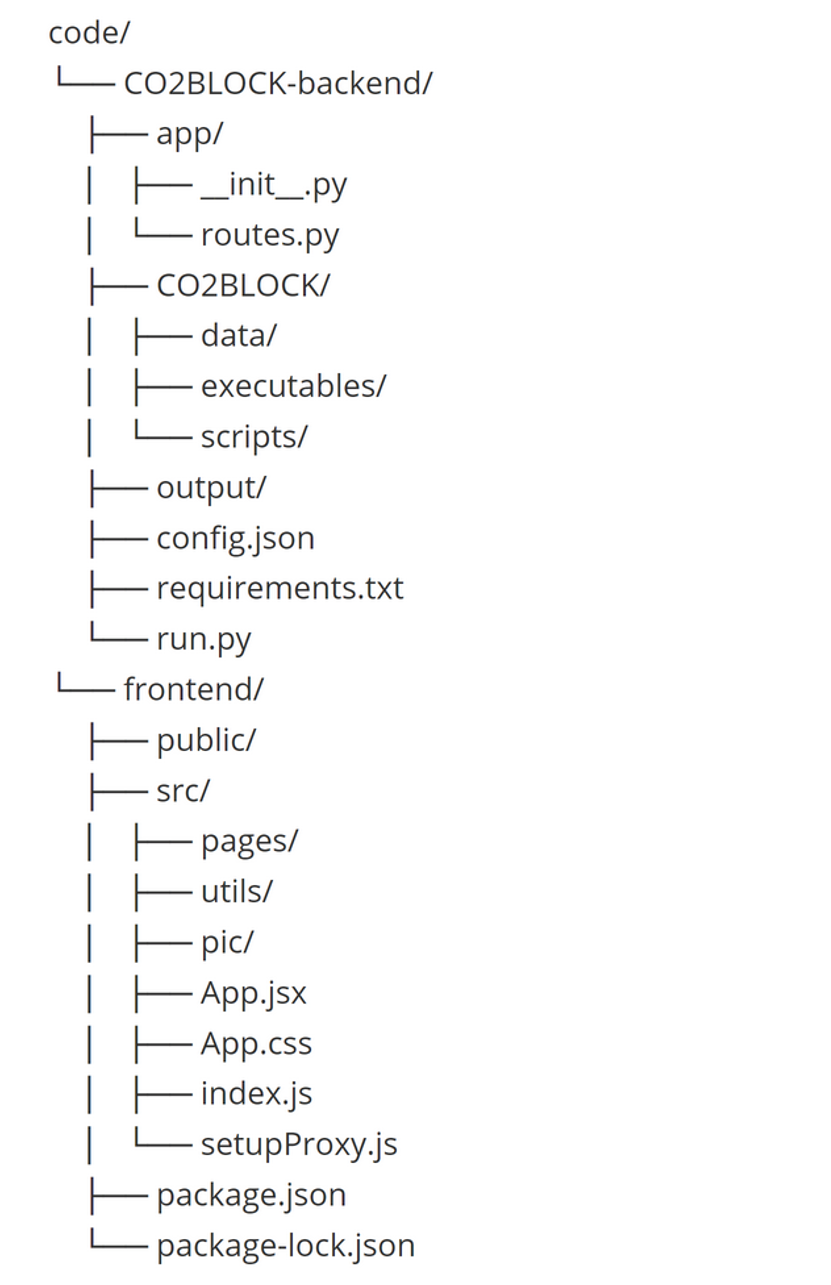 code/
└── CO2BLOCK-backend/
    ├── app/
    │   ├── __init__.py
    │   └── routes.py
    ├── CO2BLOCK/
    │   ├── data/
    │   ├── executables/
    │   └── scripts/
    ├── output/
    ├── config.json
    ├── requirements.txt
    └── run.py
└── frontend/
    ├── public/
    ├── src/
    │   ├── pages/
    │   ├── utils/
    │   ├── pic/
    │   ├── App.jsx
    │   ├── App.css
    │   ├── index.js
    │   └── setupProxy.js
    ├── package.json
    └── package-lock.json